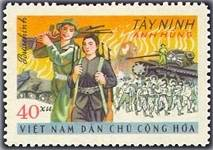 TÂY NINH
ANH HÙNG
40 XU
VIỆT NAM DÂN CHỦ CỘNG HÒA